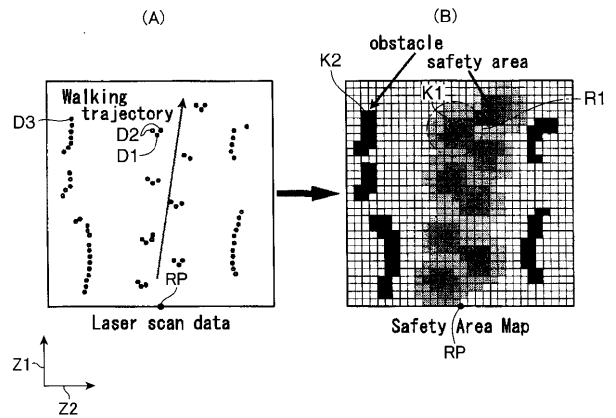 (A)
(B)
obstacle
safety area
K2
K1
R1
Walking
trajectory
D3
D2
D1
RP
Laser scan data
Safety Area Map
RP
Z1
Z2